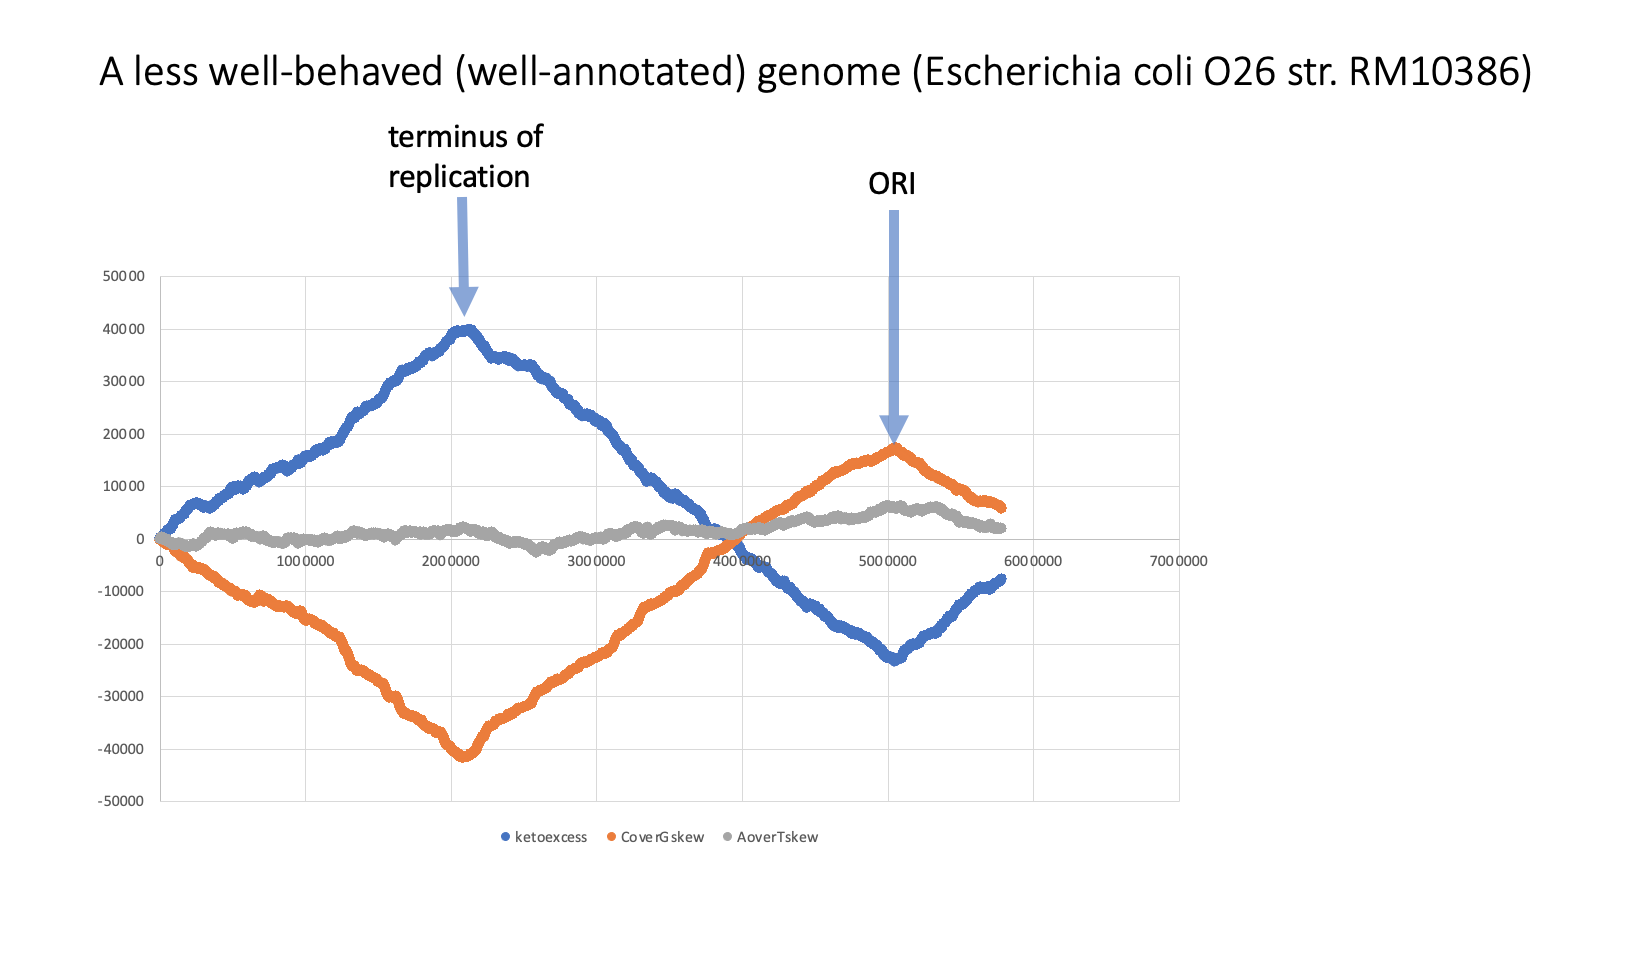 A less well-behaved (well-annotated) genome (Escherichia coli O26 str. RM10386)
terminus of
replication
ORI
50000
40000
30000
20000
10000
0
-10000
-20000
-30000
-40000
-50000
0 1000000 2000000 3000000 4000000 5000000 6000000 7000000
ketoexcess CoverGskew AoverTskew